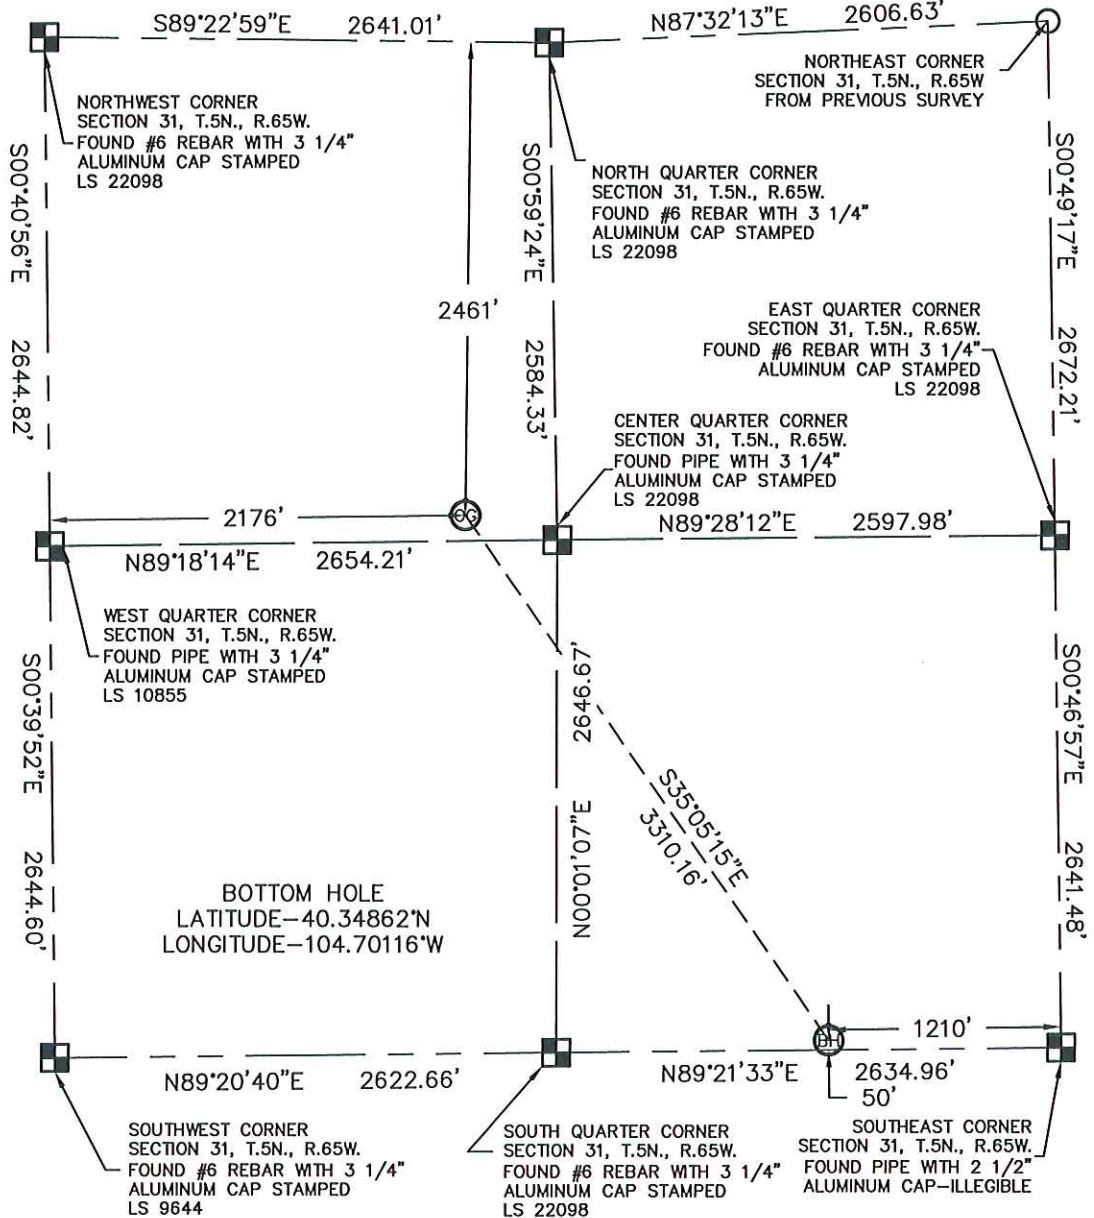 S89°22'59"E 2641.01'
N87°32'13"E 2606.63'
NORTHWEST CORNER
SECTION 31, T.5N., R.65W.
FOUND #6 REBAR WITH 3 1/4"
ALUMINUM CAP STAMPED
LS 22098
NORTHEAST CORNER
SECTION 31, T.5N., R.65W
FROM PREVIOUS SURVEY
NORTH QUARTER CORNER
SECTION 31, T.5N., R.65W.
FOUND #6 REBAR WITH 3 1/4"
ALUMINUM CAP STAMPED
LS 22098
S00°40'56"E 2644.82'
S00°59'24"E 2584.33'
S00°49'17"E 2672.21'
2461'
EAST QUARTER CORNER
SECTION 31, T.5N., R.65W.
FOUND #6 REBAR WITH 3 1/4"
ALUMINUM CAP STAMPED
LS 22098
CENTER QUARTER CORNER
SECTION 31, T.5N., R.65W.
FOUND PIPE WITH 3 1/4"
ALUMINUM CAP STAMPED
LS 22098
2176'
OG
N89°18'14"E 2654.21'
N89°28'12"E 2597.98'
WEST QUARTER CORNER
SECTION 31, T.5N., R.65W.
FOUND PIPE WITH 3 1/4"
ALUMINUM CAP STAMPED
LS 10855
S00°39'52"E 2644.60'
N00°01'07"E 2646.67'
S35°05'15"E
3310.16'
S00°46'57"E 2641.48'
BOTTOM HOLE
LATITUDE-40.34862°N
LONGITUDE-104.70116°W
1210'
BH
N89°20'40"E 2622.66'
N89°21'33"E 2634.96'
50'
SOUTHWEST CORNER
SECTION 31, T.5N., R.65W.
FOUND #6 REBAR WITH 3 1/4"
ALUMINUM CAP STAMPED
LS 9644
SOUTH QUARTER CORNER
SECTION 31, T.5N., R.65W.
FOUND #6 REBAR WITH 3 1/4"
ALUMINUM CAP STAMPED
LS 22098
SOUTHEAST CORNER
SECTION 31, T.5N., R.65W.
FOUND PIPE WITH 2 1/2"
ALUMINUM CAP-ILLEGIBLE